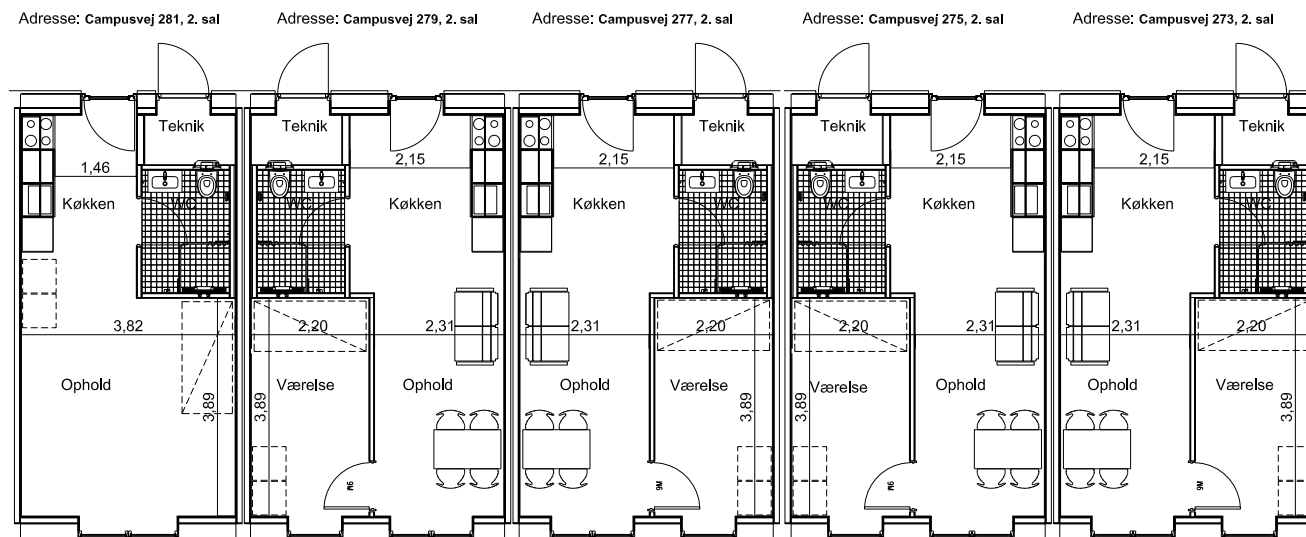 Adresse: Campusvej 281, 2. sal
Adresse: Campusvej 279, 2. sal
Adresse: Campusvej 277, 2. sal
Adresse: Campusvej 275, 2. sal
Adresse: Campusvej 273, 2. sal
Teknik
Teknik
Teknik
Teknik
Teknik
1,46
2,15
2,15
2,15
2,15
Køkken
WC
WC
Køkken
Køkken
WC
WC
Køkken
Køkken
WC
3,82
2,20
2,31
2,31
2,20
2,20
2,31
2,31
2,20
Ophold
Værelse
Ophold
Ophold
Værelse
Værelse
Ophold
Ophold
Værelse
3,89
3,89
3,89
3,89
3,89
M9
M9
M9
M9